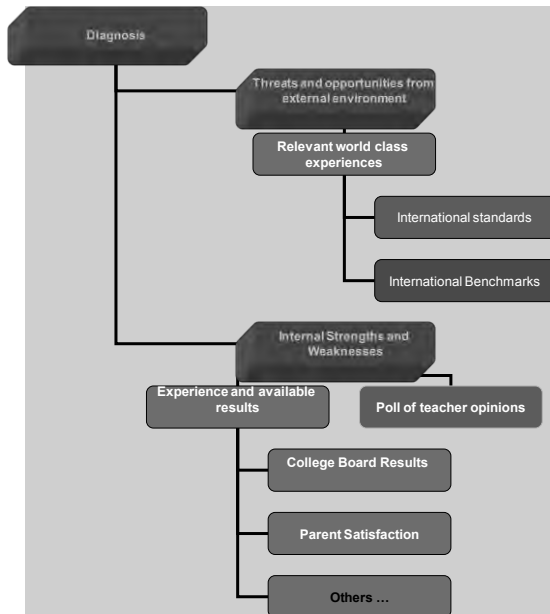 Diagnosis
Threats and opportunities from
external environment
Relevant world class
experiences
International standards
International Benchmarks
Internal Strengths and
Weaknesses
Experience and available
results
Poll of teacher opinions
College Board Results
Parent Satisfaction
Others ...